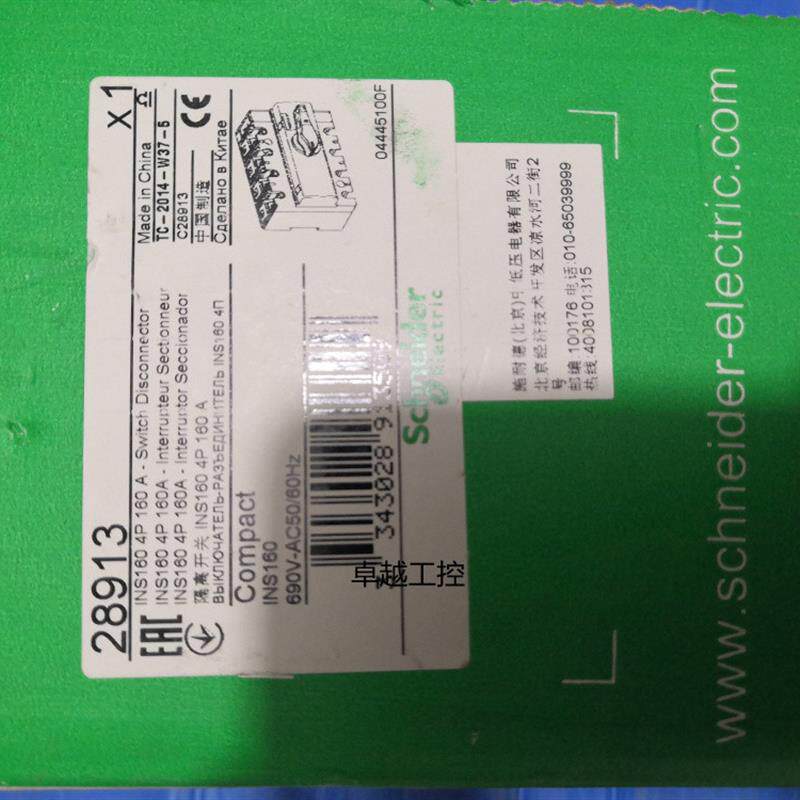 28913
x 1
INS160 4P 160 A - Switch Disconnector
INS160 4P 160A - Interrupteur Sectionneur
INS160 4P 160A - Interruptor Seccionador
隔离开关 INS160 4P 160 A
ВЫКЛЮЧАТЕЛЬ-РАЗЪЕДИНИТЕЛЬ INS160 4П
Made in China
TC-2014-W37-5
C28913
中国制造
Сделано в Китае
EAC
CE
Compact
INS160
690V-AC50/60Hz
04445100F
Schneider
Electric
卓越工控
施耐德(北京)中低压电器有限公司
北京经济技术开发区凉水河二街2
号
邮编:100176 电话:010-65039999
热线:4008101315
www.schneider-electric.com